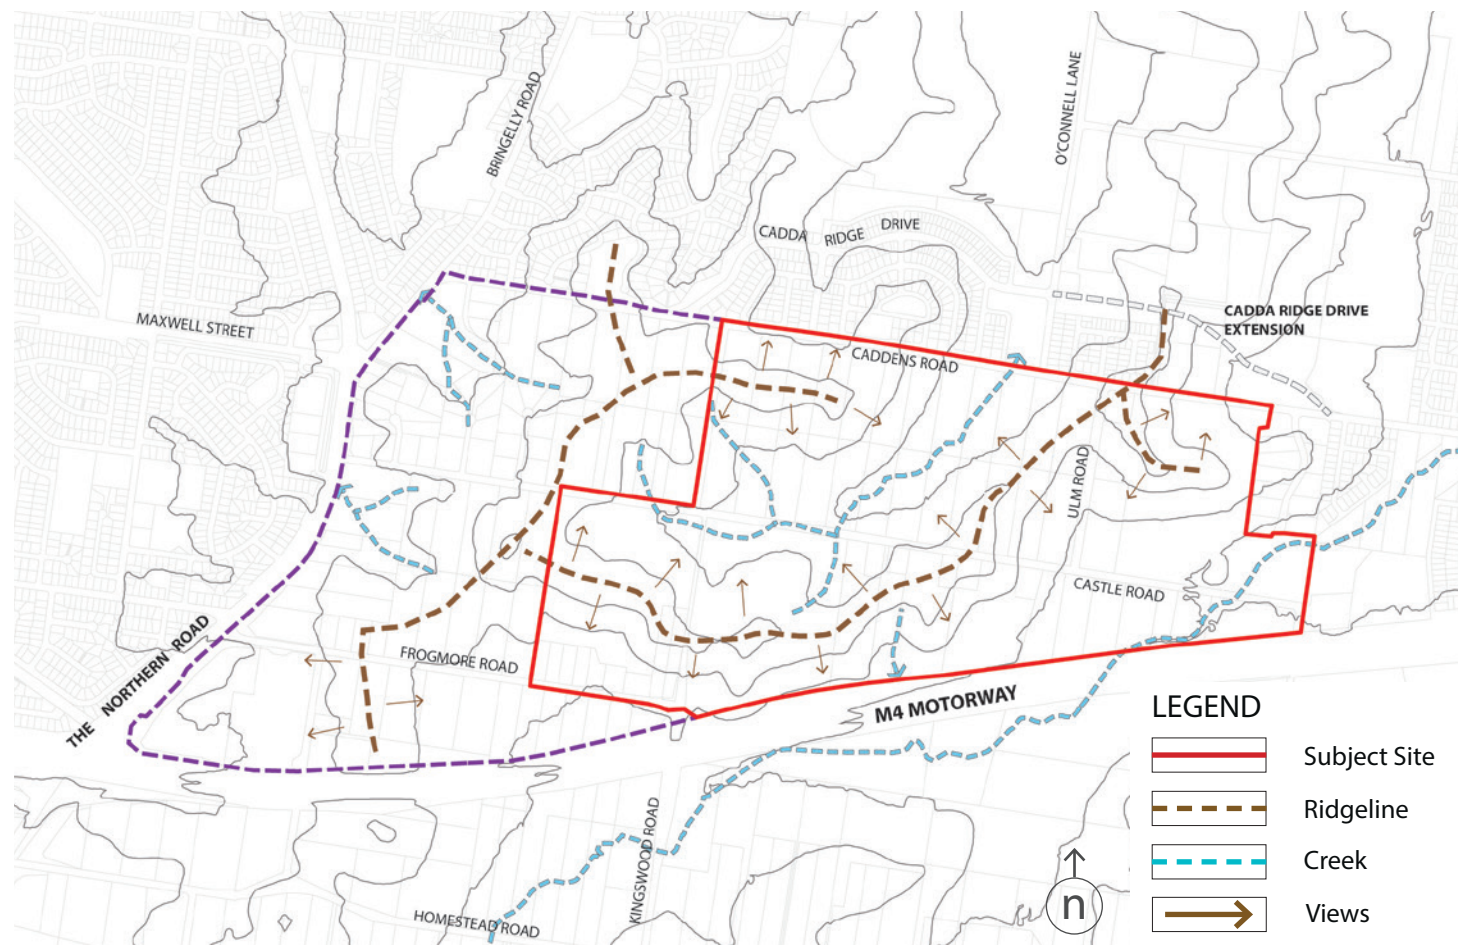 BRINGELLY ROAD
O'CONNELL LANE
CADDA RIDGE DRIVE
MAXWELL STREET
CADDA RIDGE DRIVE
EXTENSION
CADDENS ROAD
ULM ROAD
CASTLE ROAD
THE NORTHERN ROAD
FROGMORE ROAD
M4 MOTORWAY
KINGSWOOD ROAD
HOMESTEAD ROAD
n
LEGEND
Subject Site
Ridgeline
Creek
Views